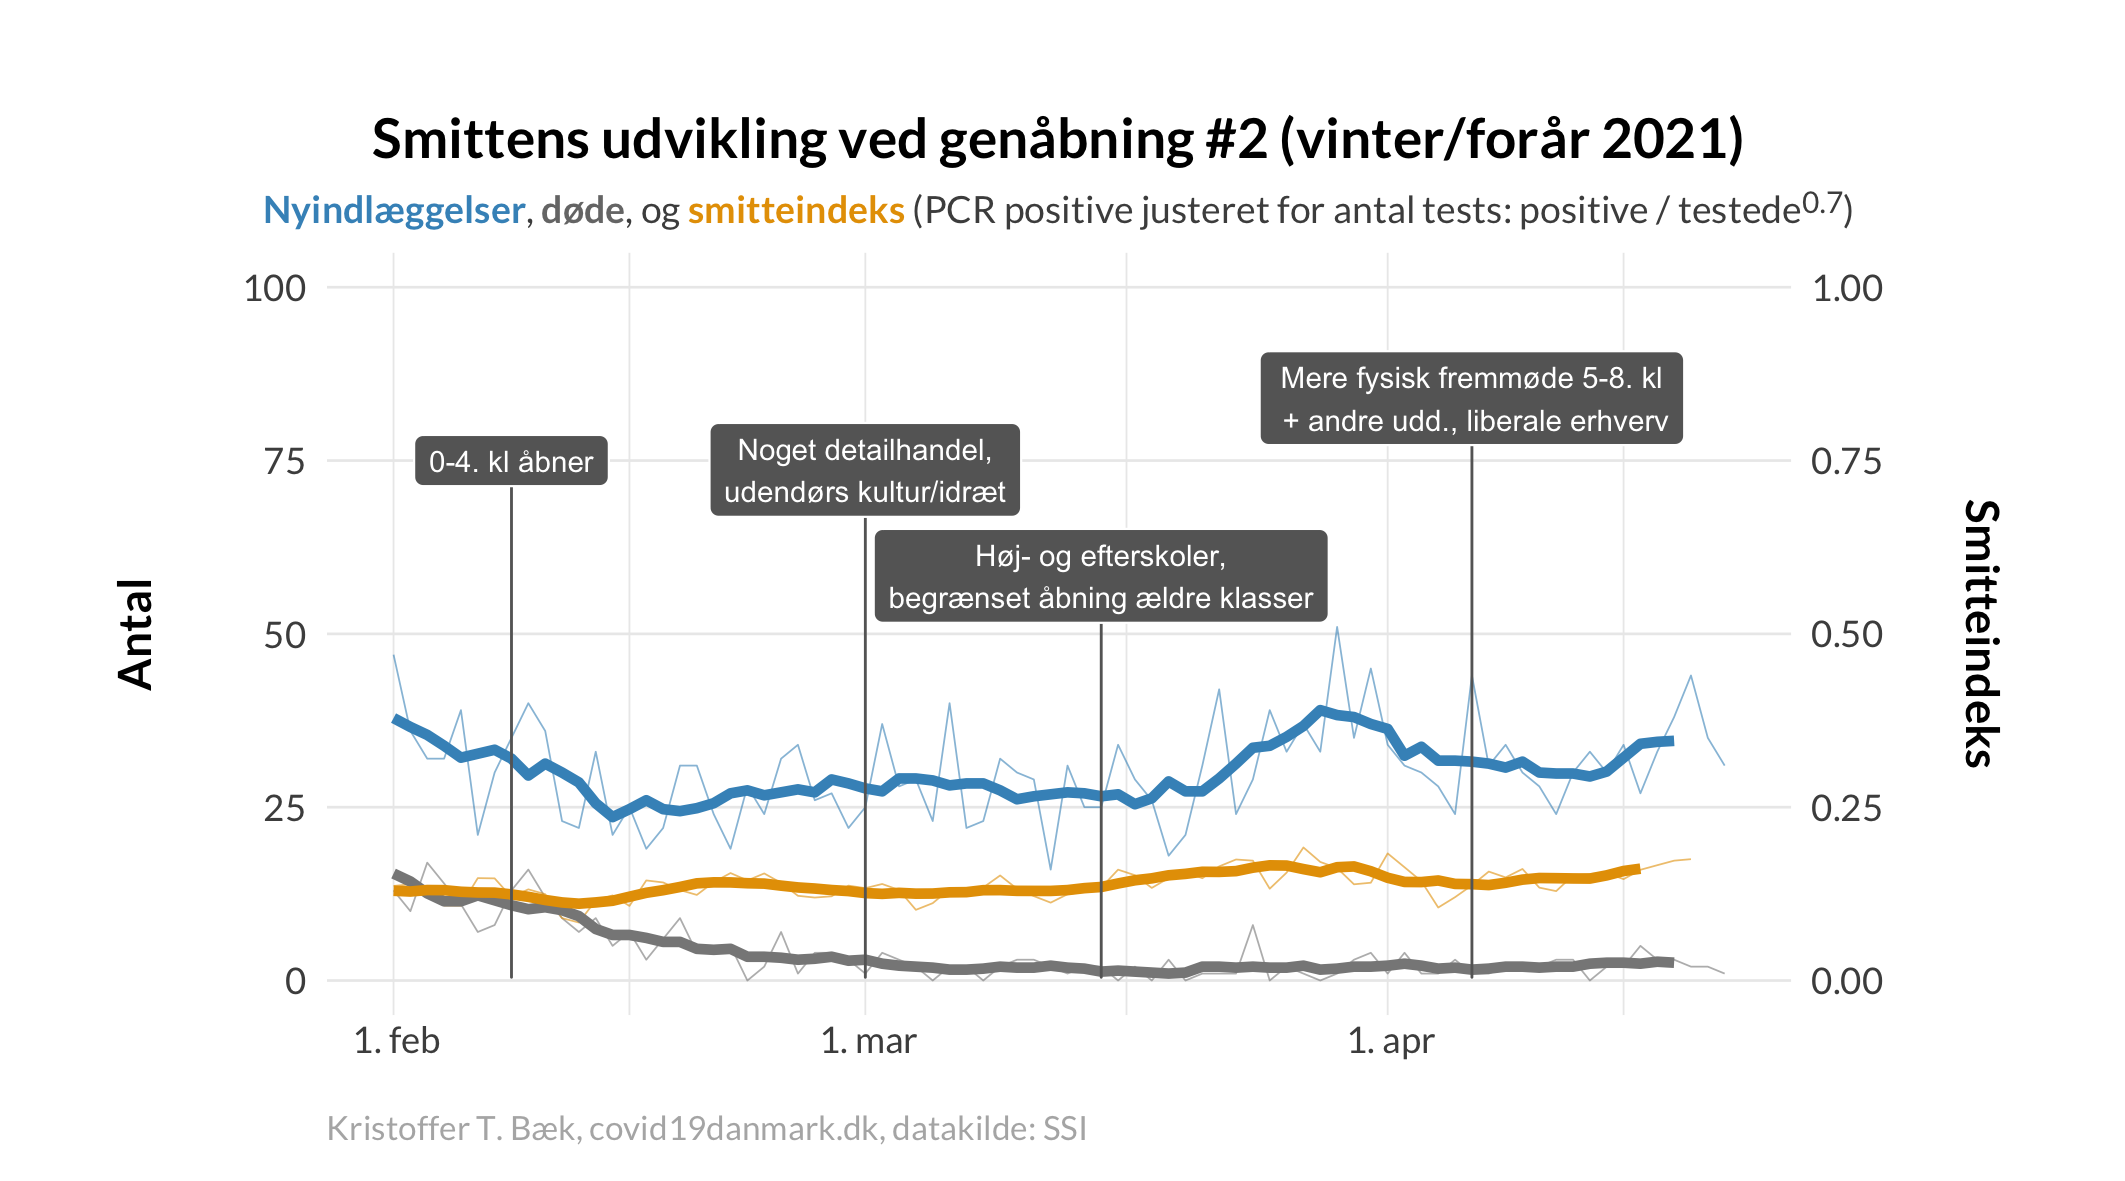 Smittens udvikling ved genåbning #2 (vinter/forår 2021)
Nyindlæggelser, døde, og smitteindeks (PCR positive justeret for antal tests: positive / testede^0.7)
100
75
50
25
0
Antal
1.00
0.75
0.50
0.25
0.00
Smitteindeks
0-4. kl åbner
Noget detailhandel,
udendørs kultur/idræt
Høj- og efterskoler,
begrænset åbning ældre klasser
Mere fysisk fremmøde 5-8. kl
+ andre udd., liberale erhverv
1. feb
1. mar
1. apr
Kristoffer T. Bæk, covid19danmark.dk, datakilde: SSI